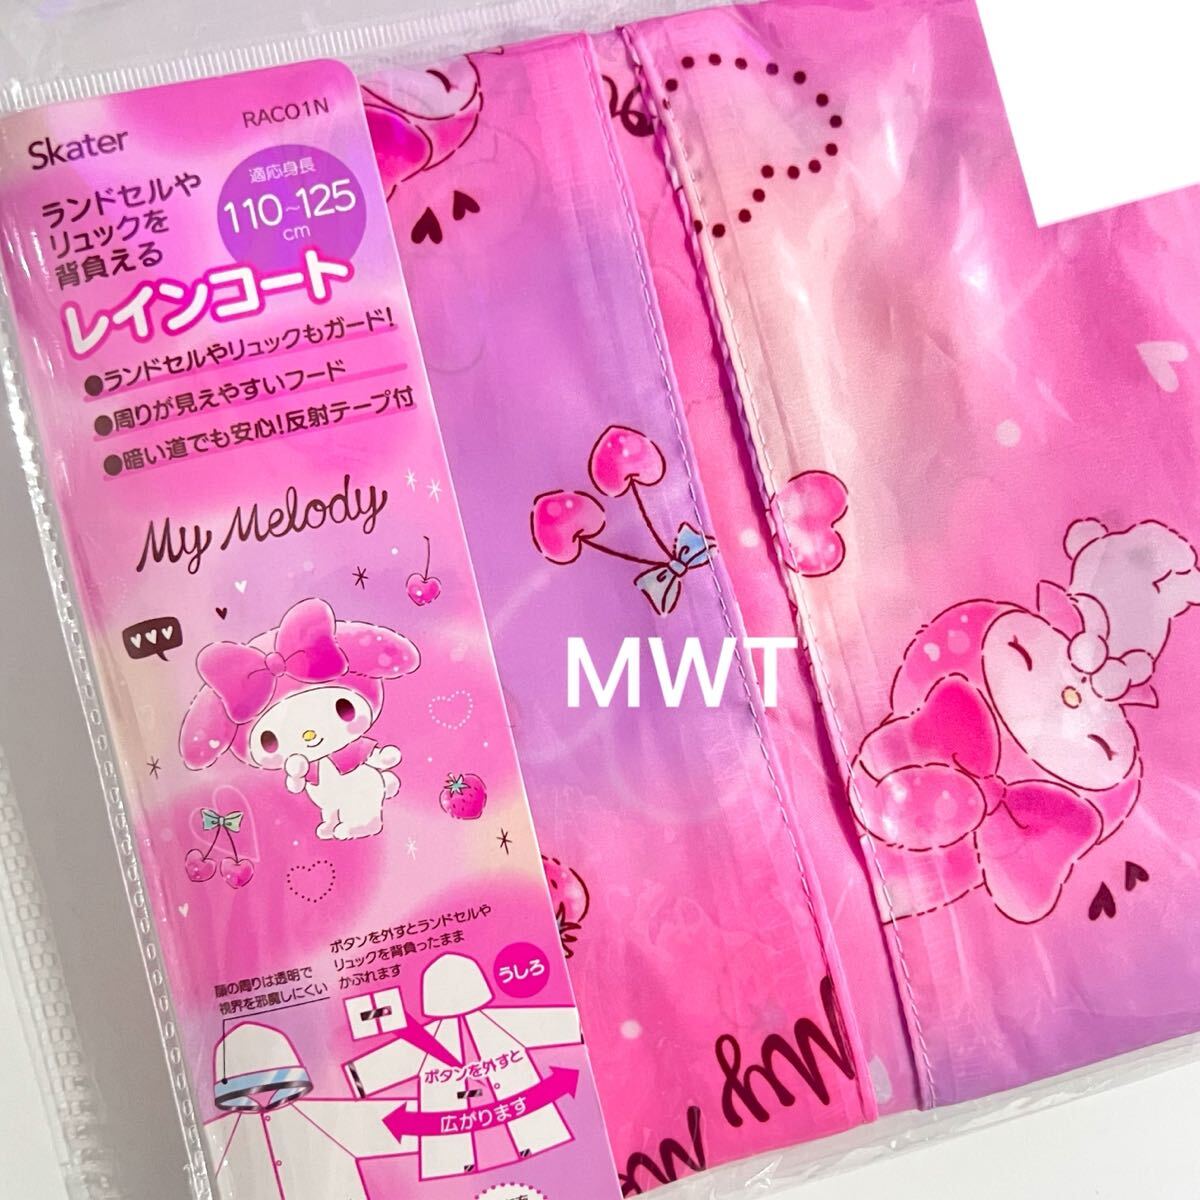 Skater
RACO1N
ランドセルや
リュックを
背負える
適応身長
110~125
cm
レインコート
●ランドセルやリュックもガード!
●周りが見えやすいフード
●暗い道でも安心!反射テープ付
My Melody
MWT
顔の周りは透明で
視界を邪魔しにくい
ボタンを外すとランドセルや
リュックを背負ったまま
かぶれます
うしろ
ボタンを外すと
広がります
My